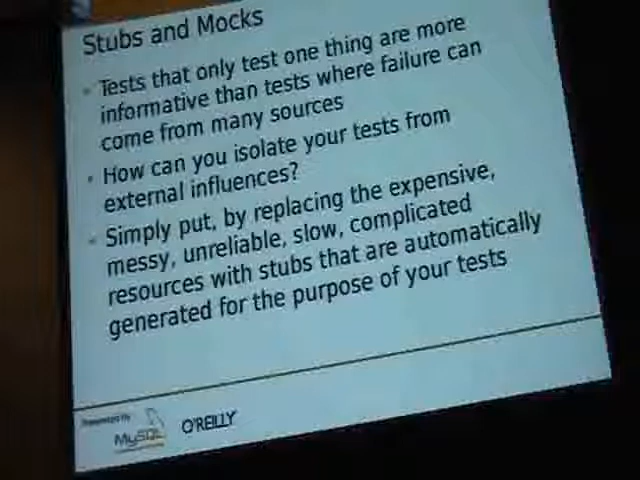 Stubs and Mocks
Tests that only test one thing are more
informative than tests where failure can
come from many sources
How can you isolate your tests from
external influences?
Simply put, by replacing the expensive,
messy, unreliable, slow, complicated
resources with stubs that are automatically
generated for the purpose of your tests
Presented By
MySQL
O'REILLY